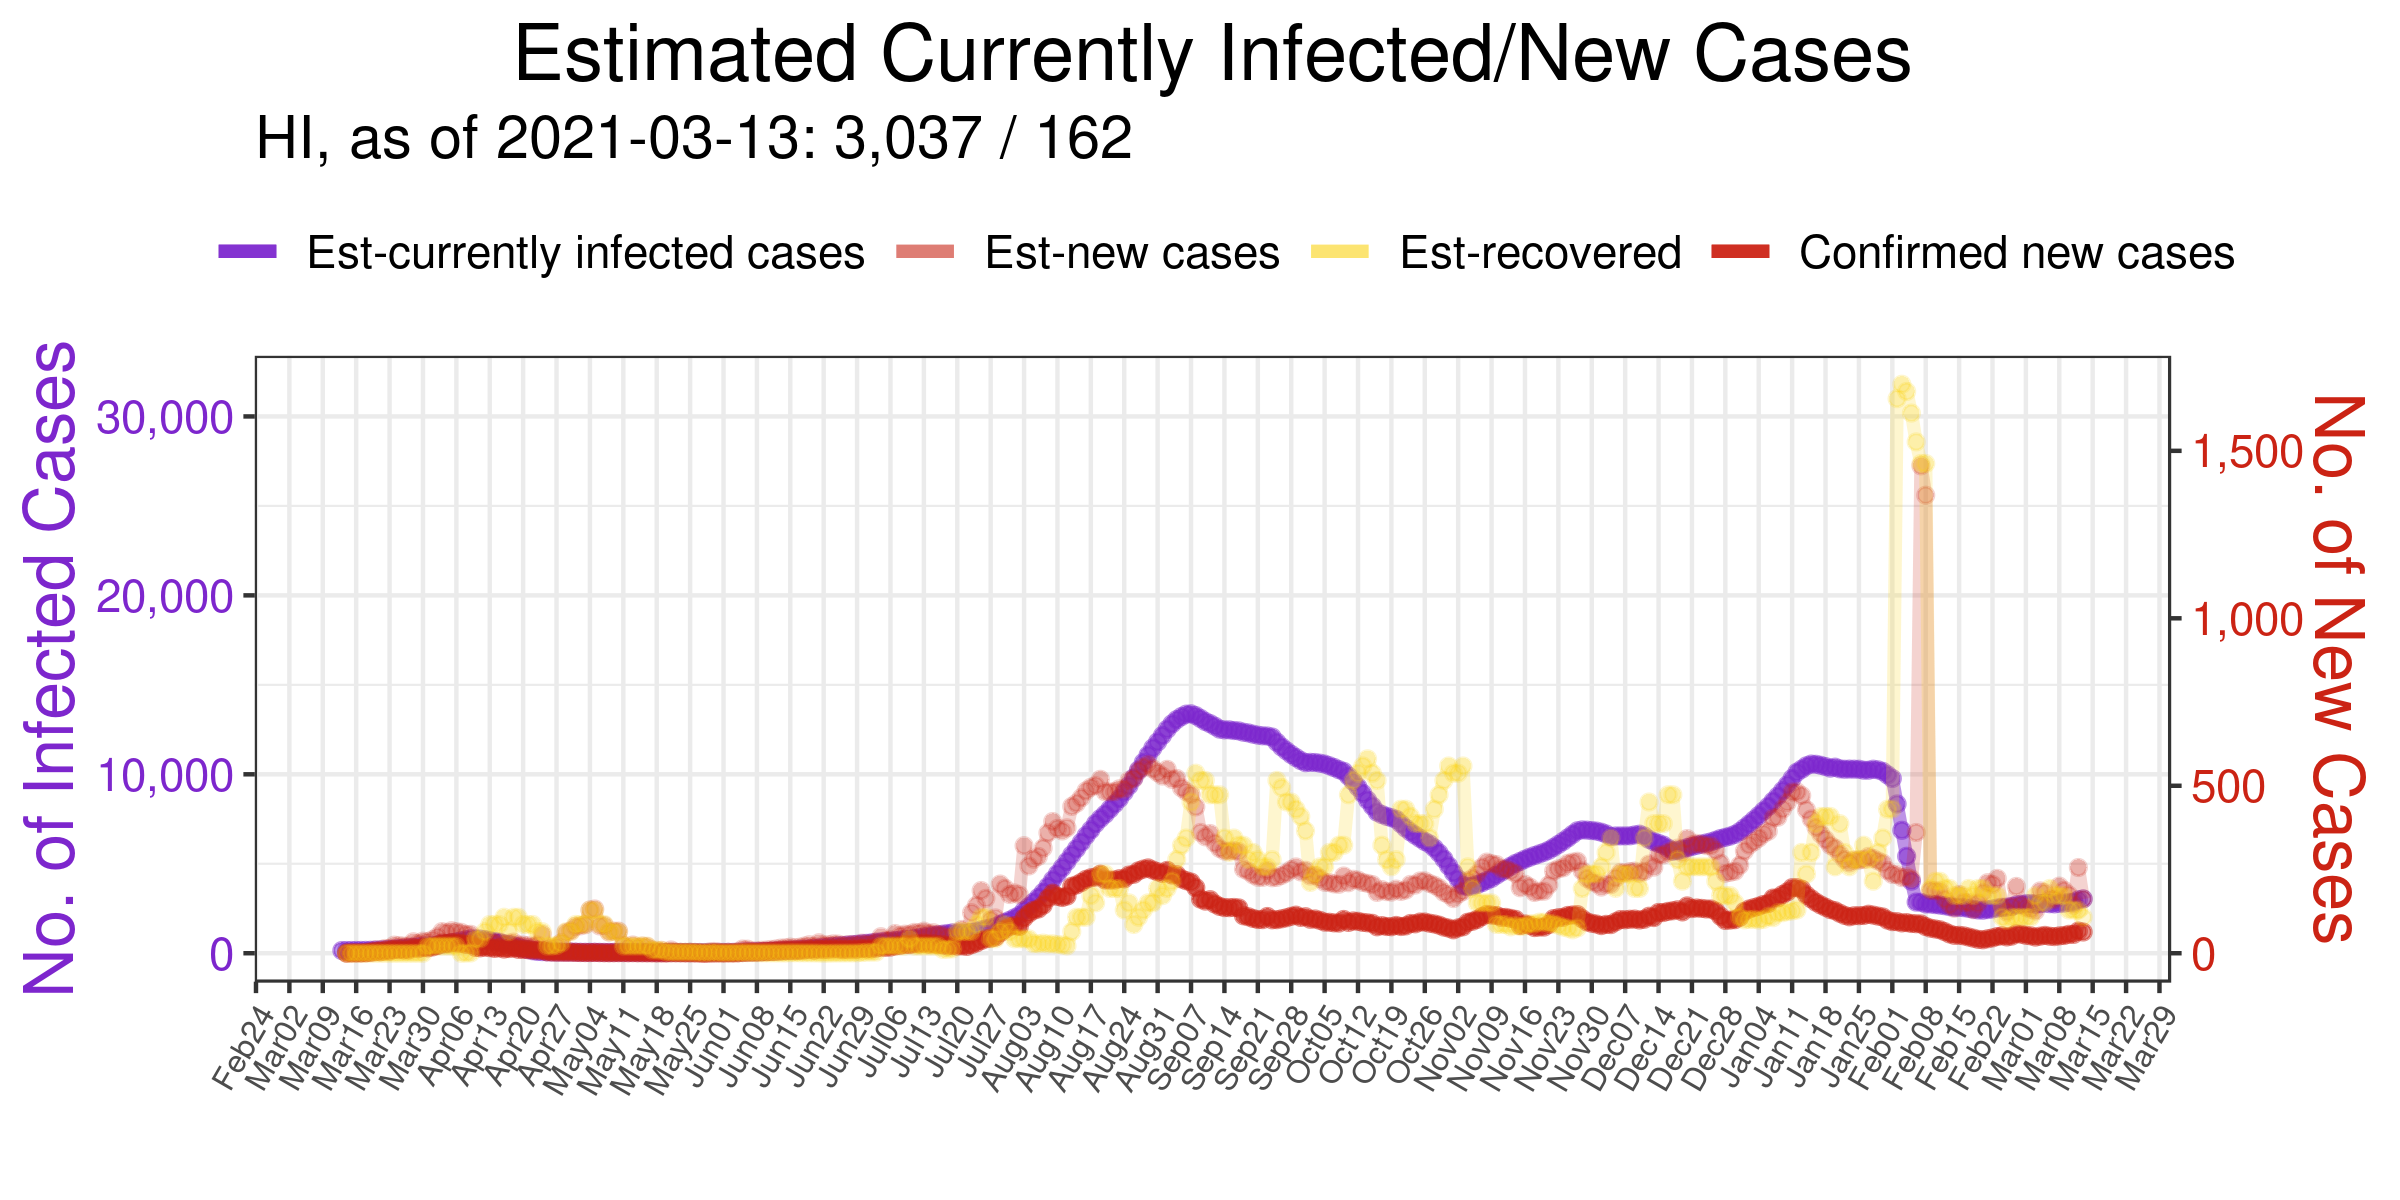 Estimated Currently Infected/New Cases
HI, as of 2021-03-13: 3,037 / 162
Est-currently infected cases
Est-new cases
Est-recovered
Confirmed new cases
No. of Infected Cases
30,000
20,000
10,000
0
1,500
1,000
500
0
No. of New Cases
Feb24
Mar02
Mar09
Mar16
Mar23
Mar30
Apr06
Apr13
Apr20
Apr27
May04
May11
May18
May25
Jun01
Jun08
Jun15
Jun22
Jun29
Jul06
Jul13
Jul20
Jul27
Aug03
Aug10
Aug17
Aug24
Aug31
Sep07
Sep14
Sep21
Sep28
Oct05
Oct12
Oct19
Oct26
Nov02
Nov09
Nov16
Nov23
Nov30
Dec07
Dec14
Dec21
Dec28
Jan04
Jan11
Jan18
Jan25
Feb01
Feb08
Feb15
Feb22
Mar01
Mar08
Mar15
Mar22
Mar29